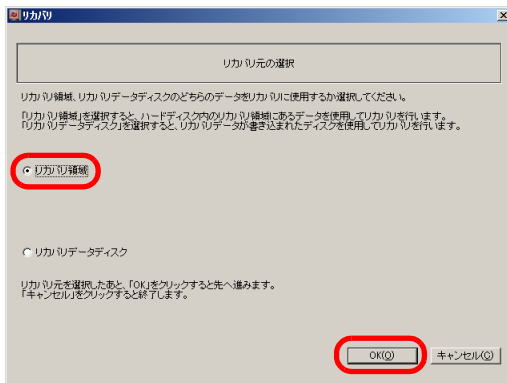 リカバリ
リカバリ元の選択
リカバリ領域、リカバリデータディスクのどちらのデータをリカバリに使用するか選択してください。
「リカバリ領域」を選択すると、ハードディスク内のリカバリ領域にあるデータを使用してリカバリを行います。
「リカバリデータディスク」を選択すると、リカバリデータが書き込まれたディスクを使用してリカバリを行います。
リカバリ領域
リカバリデータディスク
リカバリ元を選択したあと、「OK」をクリックすると先へ進みます。
「キャンセル」をクリックすると終了します。
OK(O) キャンセル(C)